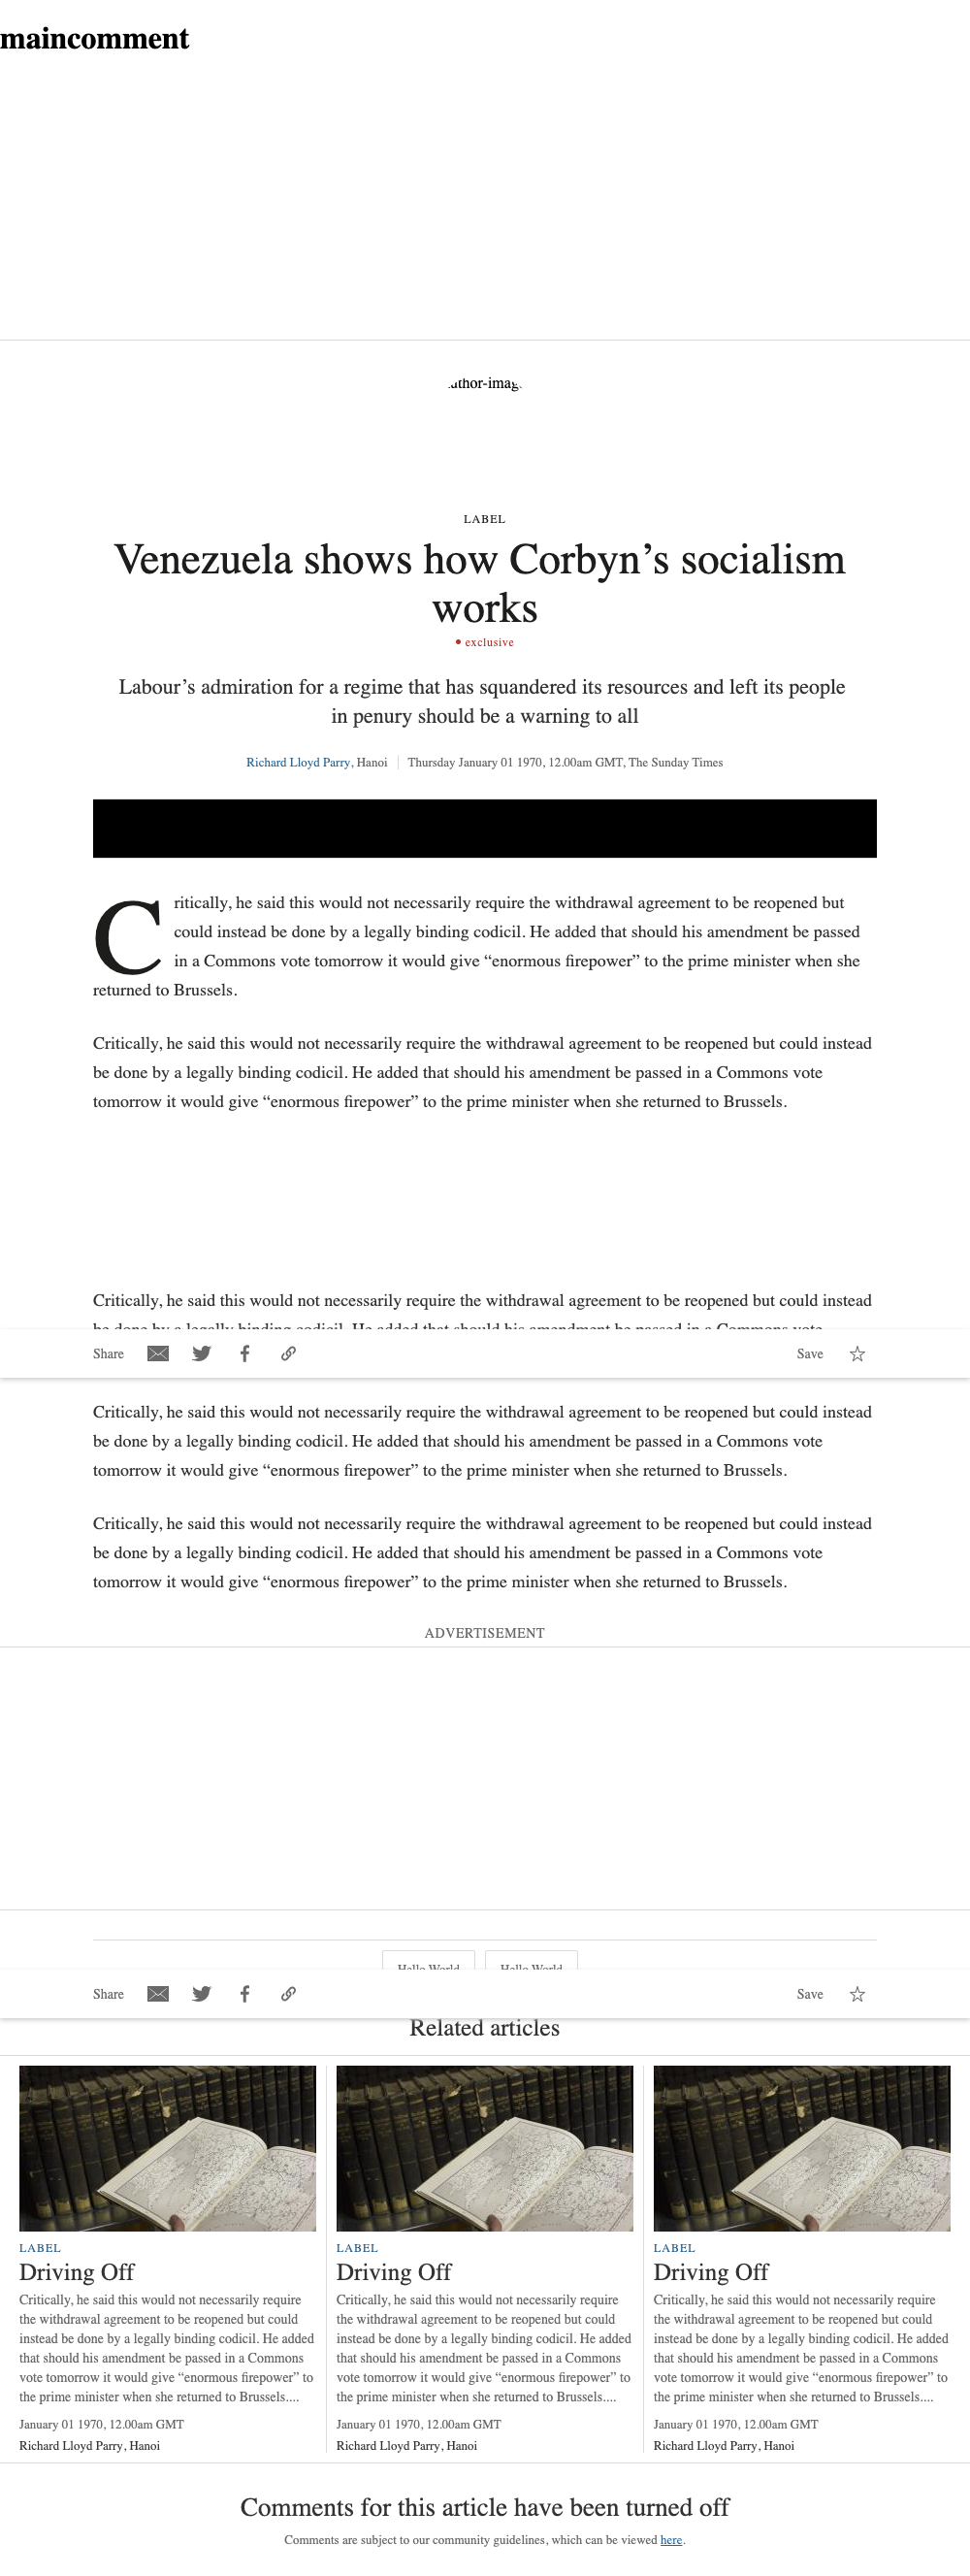 maincomment
author-image
LABEL
Venezuela shows how Corbyn’s socialism
works
exclusive
Labour’s admiration for a regime that has squandered its resources and left its people
in penury should be a warning to all
Richard Lloyd Parry, Hanoi
Thursday January 01 1970, 12.00am GMT, The Sunday Times
Critically, he said this would not necessarily require the withdrawal agreement to be reopened but
could instead be done by a legally binding codicil. He added that should his amendment be passed
in a Commons vote tomorrow it would give “enormous firepower” to the prime minister when she
returned to Brussels.
Critically, he said this would not necessarily require the withdrawal agreement to be reopened but could instead
be done by a legally binding codicil. He added that should his amendment be passed in a Commons vote
tomorrow it would give “enormous firepower” to the prime minister when she returned to Brussels.
Critically, he said this would not necessarily require the withdrawal agreement to be reopened but could instead
be done by a legally binding codicil. He added that should his amendment be passed in a Commons vote
Share
Save
Critically, he said this would not necessarily require the withdrawal agreement to be reopened but could instead
be done by a legally binding codicil. He added that should his amendment be passed in a Commons vote
tomorrow it would give “enormous firepower” to the prime minister when she returned to Brussels.
Critically, he said this would not necessarily require the withdrawal agreement to be reopened but could instead
be done by a legally binding codicil. He added that should his amendment be passed in a Commons vote
tomorrow it would give “enormous firepower” to the prime minister when she returned to Brussels.
ADVERTISEMENT
Hello World
Hello World
Share
Save
Related articles
LABEL
Driving Off
Critically, he said this would not necessarily require
the withdrawal agreement to be reopened but could
instead be done by a legally binding codicil. He added
that should his amendment be passed in a Commons
vote tomorrow it would give “enormous firepower” to
the prime minister when she returned to Brussels....
January 01 1970, 12.00am GMT
Richard Lloyd Parry, Hanoi
LABEL
Driving Off
Critically, he said this would not necessarily require
the withdrawal agreement to be reopened but could
instead be done by a legally binding codicil. He added
that should his amendment be passed in a Commons
vote tomorrow it would give “enormous firepower” to
the prime minister when she returned to Brussels....
January 01 1970, 12.00am GMT
Richard Lloyd Parry, Hanoi
LABEL
Driving Off
Critically, he said this would not necessarily require
the withdrawal agreement to be reopened but could
instead be done by a legally binding codicil. He added
that should his amendment be passed in a Commons
vote tomorrow it would give “enormous firepower” to
the prime minister when she returned to Brussels....
January 01 1970, 12.00am GMT
Richard Lloyd Parry, Hanoi
Comments for this article have been turned off
Comments are subject to our community guidelines, which can be viewed here.